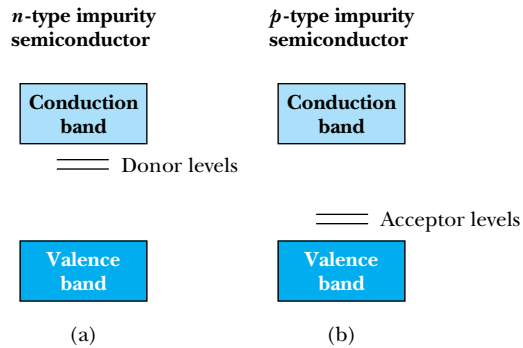 n-type impurity
semiconductor
p-type impurity
semiconductor
Conduction
band
Donor levels
Valence
band
(a)
Conduction
band
Acceptor levels
Valence
band
(b)